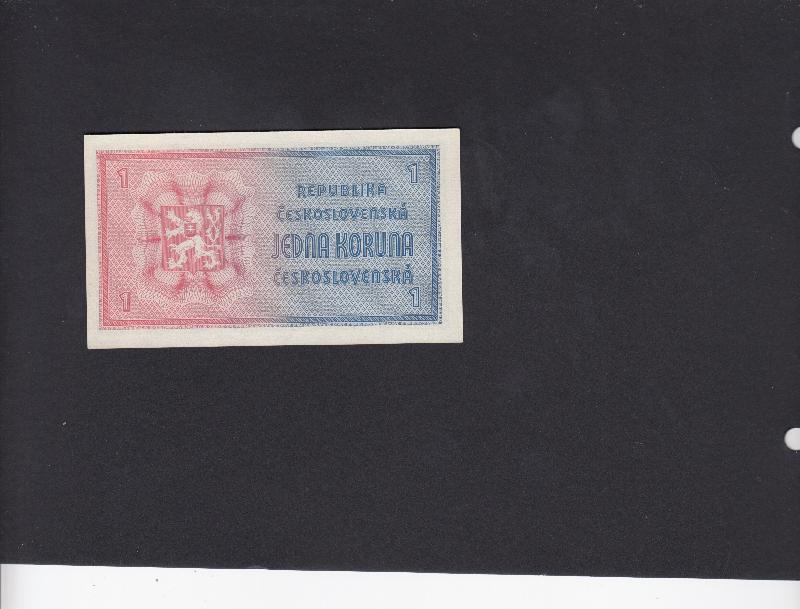 1 1
REPUBLIKA
ČESKOSLOVENSKÁ
JEDNA KORUNA
ČESKOSLOVENSKÁ
1 1